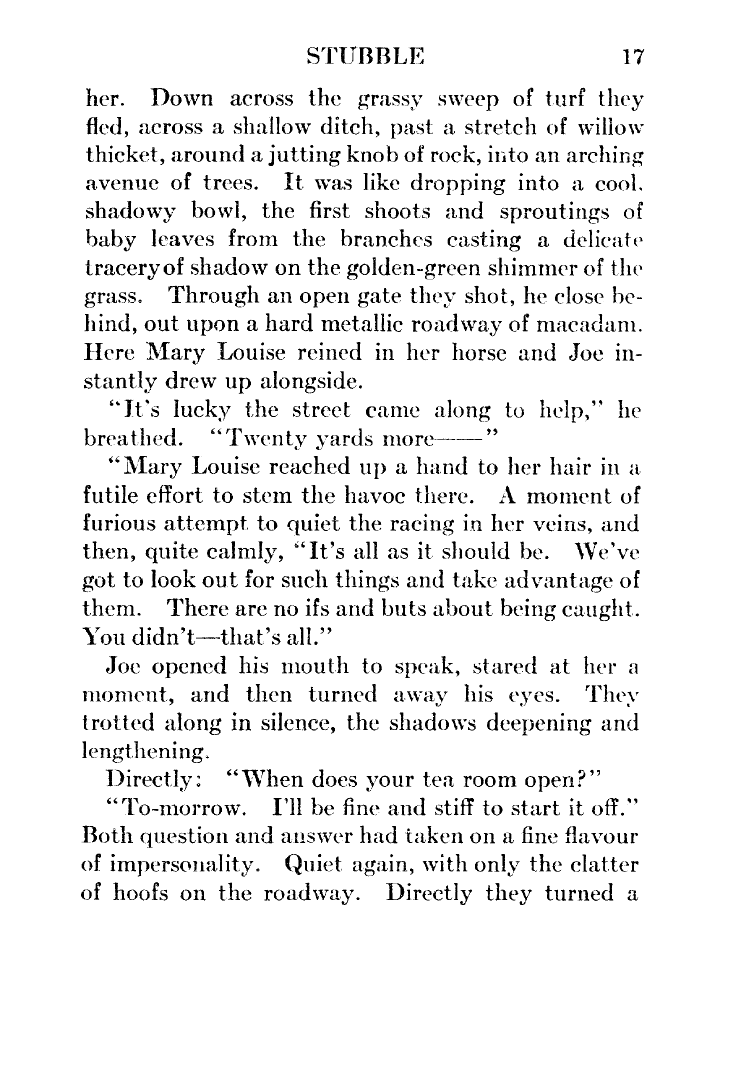 STUBBLE 17
her. Down across the grassy sweep of turf they
fled, across a shallow ditch, past a stretch of willow
thicket, around a jutting knob of rock, into an arching
avenue of trees. It was like dropping into a cool,
shadowy bowl, the first shoots and sproutings of
baby leaves from the branches casting a delicate
tracery of shadow on the golden-green shimmer of the
grass. Through an open gate they shot, he close be-
hind, out upon a hard metallic roadway of macadam.
Here Mary Louise reined in her horse and Joe in-
stantly drew up alongside.
“It's lucky the street came along to help,” he
breathed. “Twenty yards more——”
“Mary Louise reached up a hand to her hair in a
futile effort to stem the havoc there. A moment of
furious attempt to quiet the racing in her veins, and
then, quite calmly, “It's all as it should be. We've
got to look out for such things and take advantage of
them. There are no ifs and buts about being caught.
You didn't—that's all.”
Joe opened his mouth to speak, stared at her a
moment, and then turned away his eyes. They
trotted along in silence, the shadows deepening and
lengthening.
Directly: “When does your tea room open?”
“To-morrow. I'll be fine and stiff to start it off.”
Both question and answer had taken on a fine flavour
of impersonality. Quiet again, with only the clatter
of hoofs on the roadway. Directly they turned a